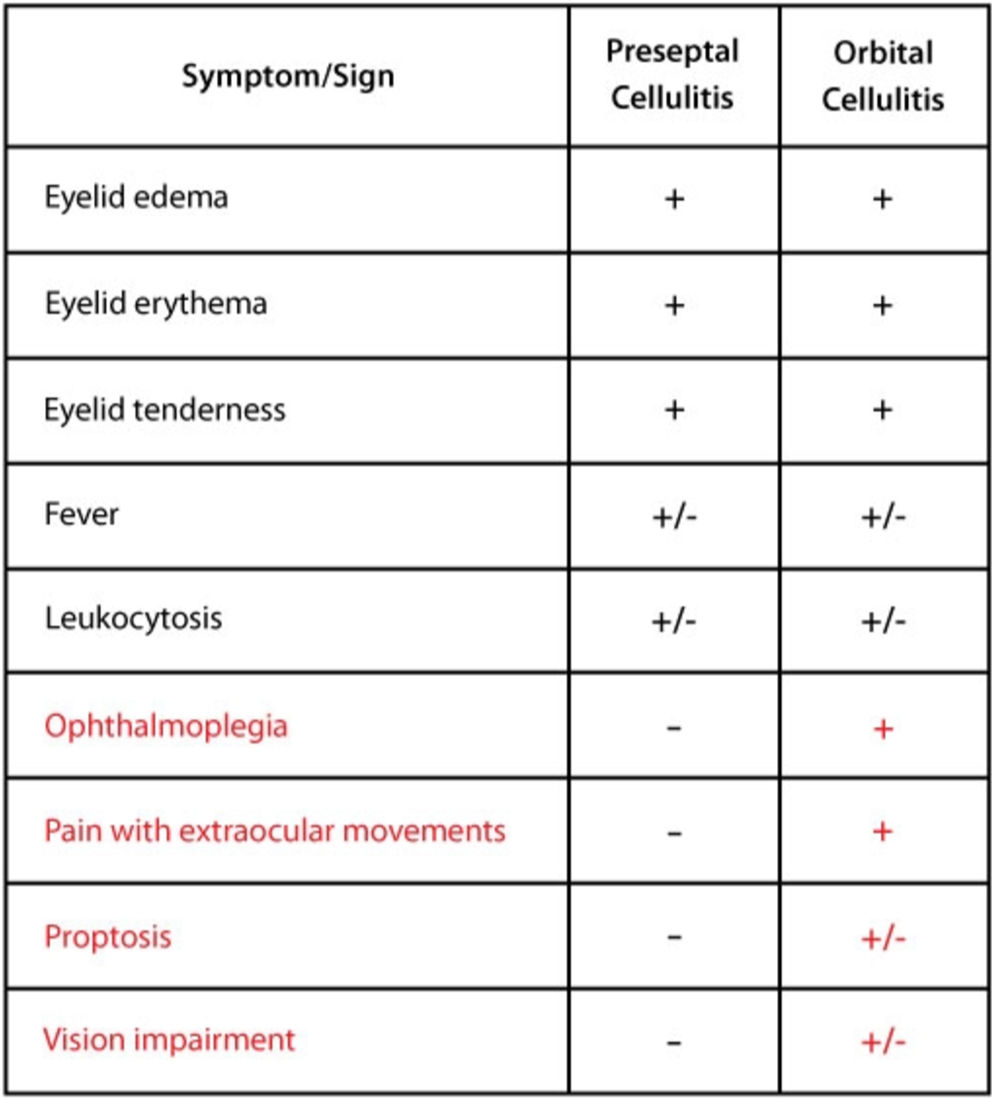 Symptom/Sign Preseptal Cellulitis Orbital Cellulitis
Eyelid edema + +
Eyelid erythema + +
Eyelid tenderness + +
Fever +/- +/-
Leukocytosis +/- +/-
Ophthalmoplegia – +
Pain with extraocular movements – +
Proptosis – +/-
Vision impairment – +/-